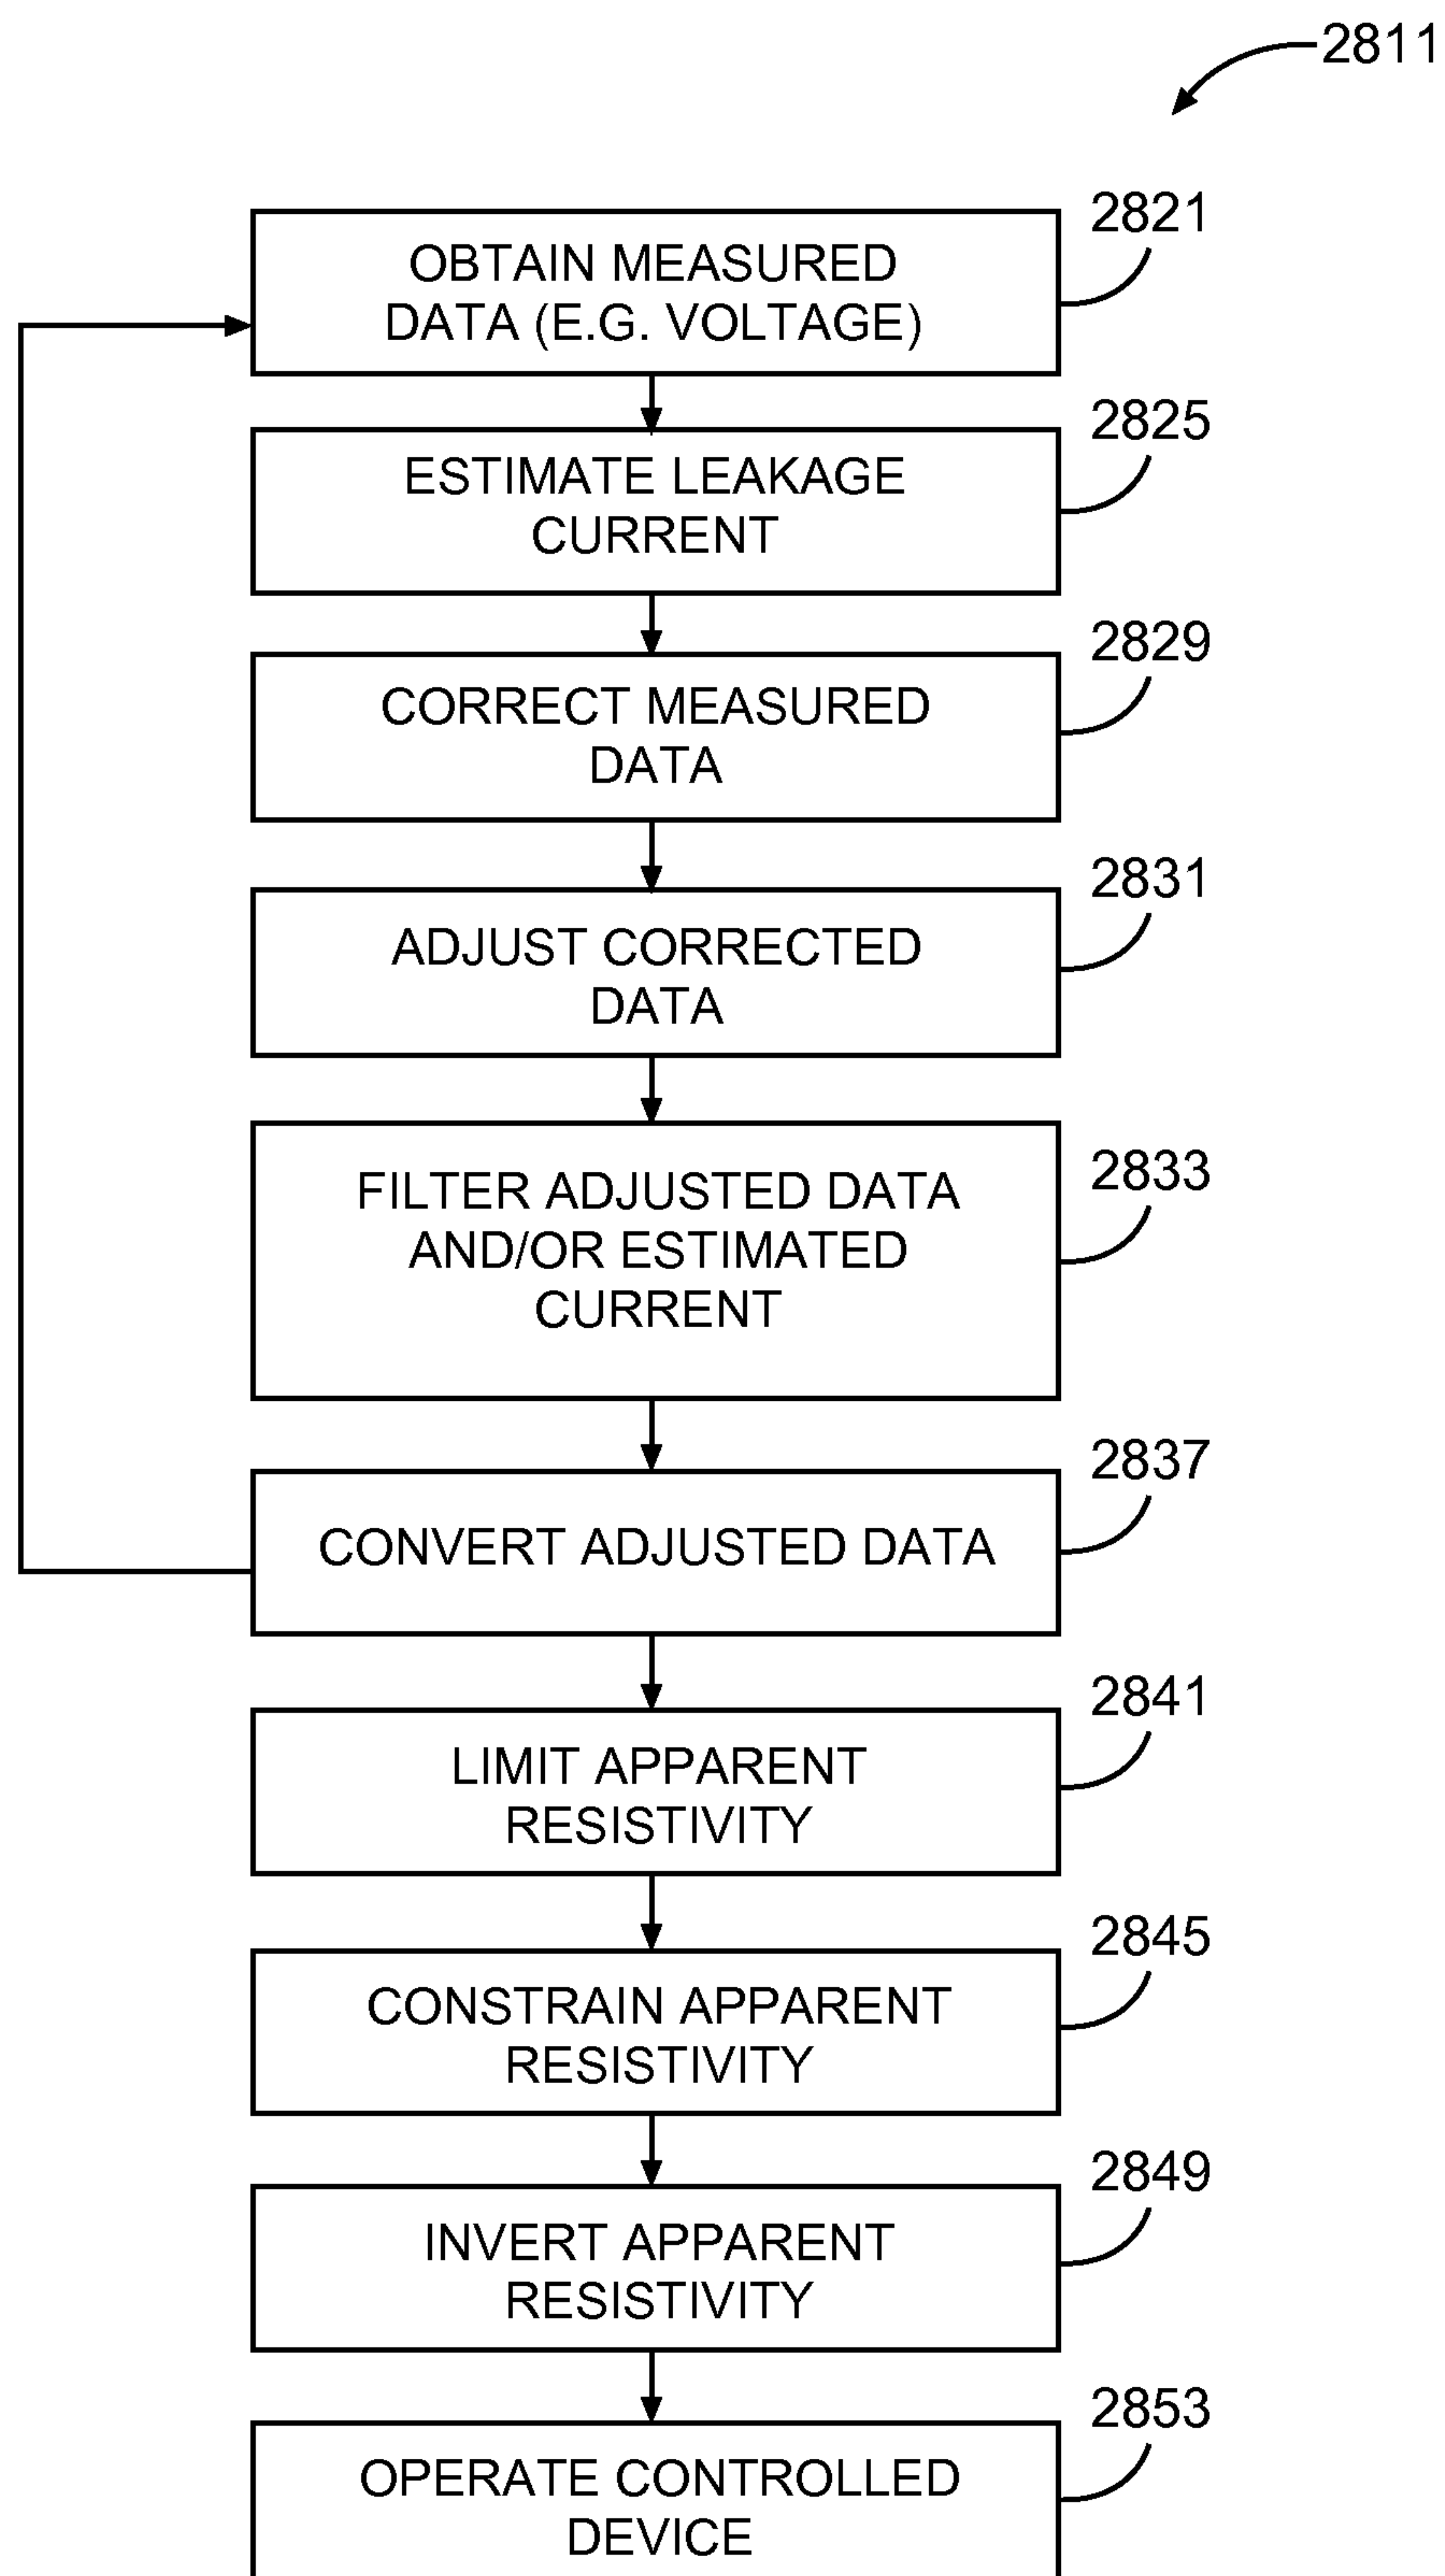 2811
2821
OBTAIN MEASURED
DATA (E.G. VOLTAGE)
2825
ESTIMATE LEAKAGE
CURRENT
2829
CORRECT MEASURED
DATA
2831
ADJUST CORRECTED
DATA
2833
FILTER ADJUSTED DATA
AND/OR ESTIMATED
CURRENT
2837
CONVERT ADJUSTED DATA
2841
LIMIT APPARENT
RESISTIVITY
2845
CONSTRAIN APPARENT
RESISTIVITY
2849
INVERT APPARENT
RESISTIVITY
2853
OPERATE CONTROLLED
DEVICE